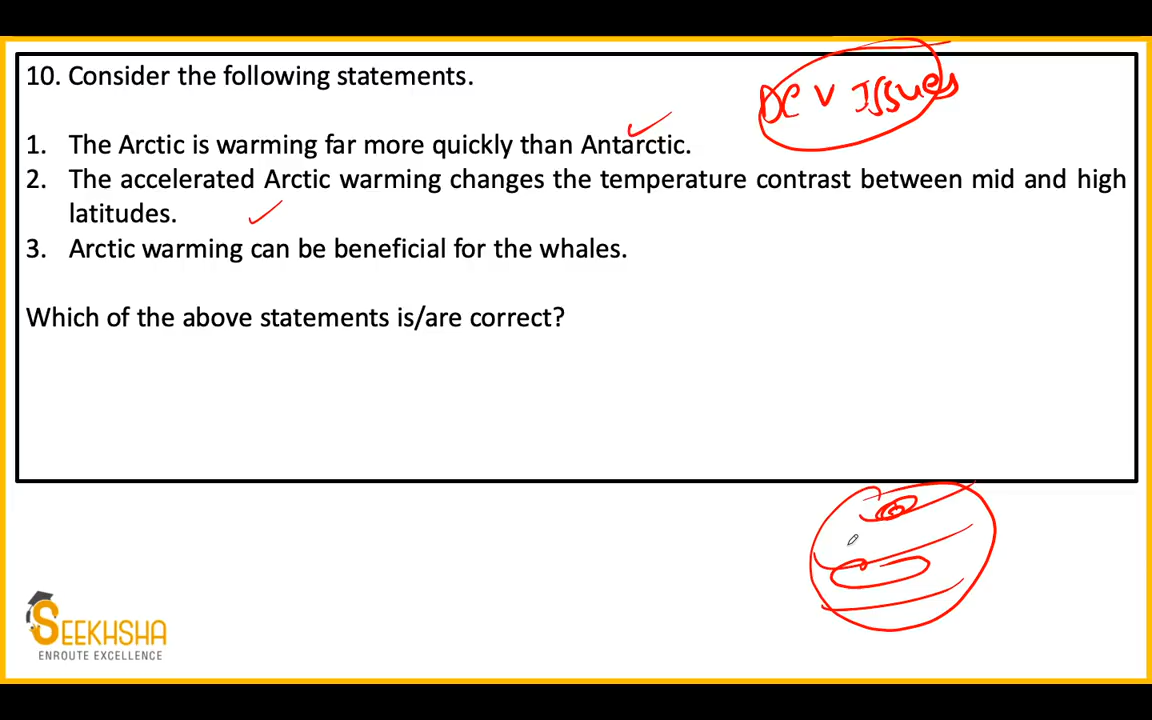 10. Consider the following statements.
DC v Issues
1. The Arctic is warming far more quickly than Antarctic.
2. The accelerated Arctic warming changes the temperature contrast between mid and high
latitudes.
3. Arctic warming can be beneficial for the whales.
Which of the above statements is/are correct?
SEEKHSHA
ENROUTE EXCELLENCE